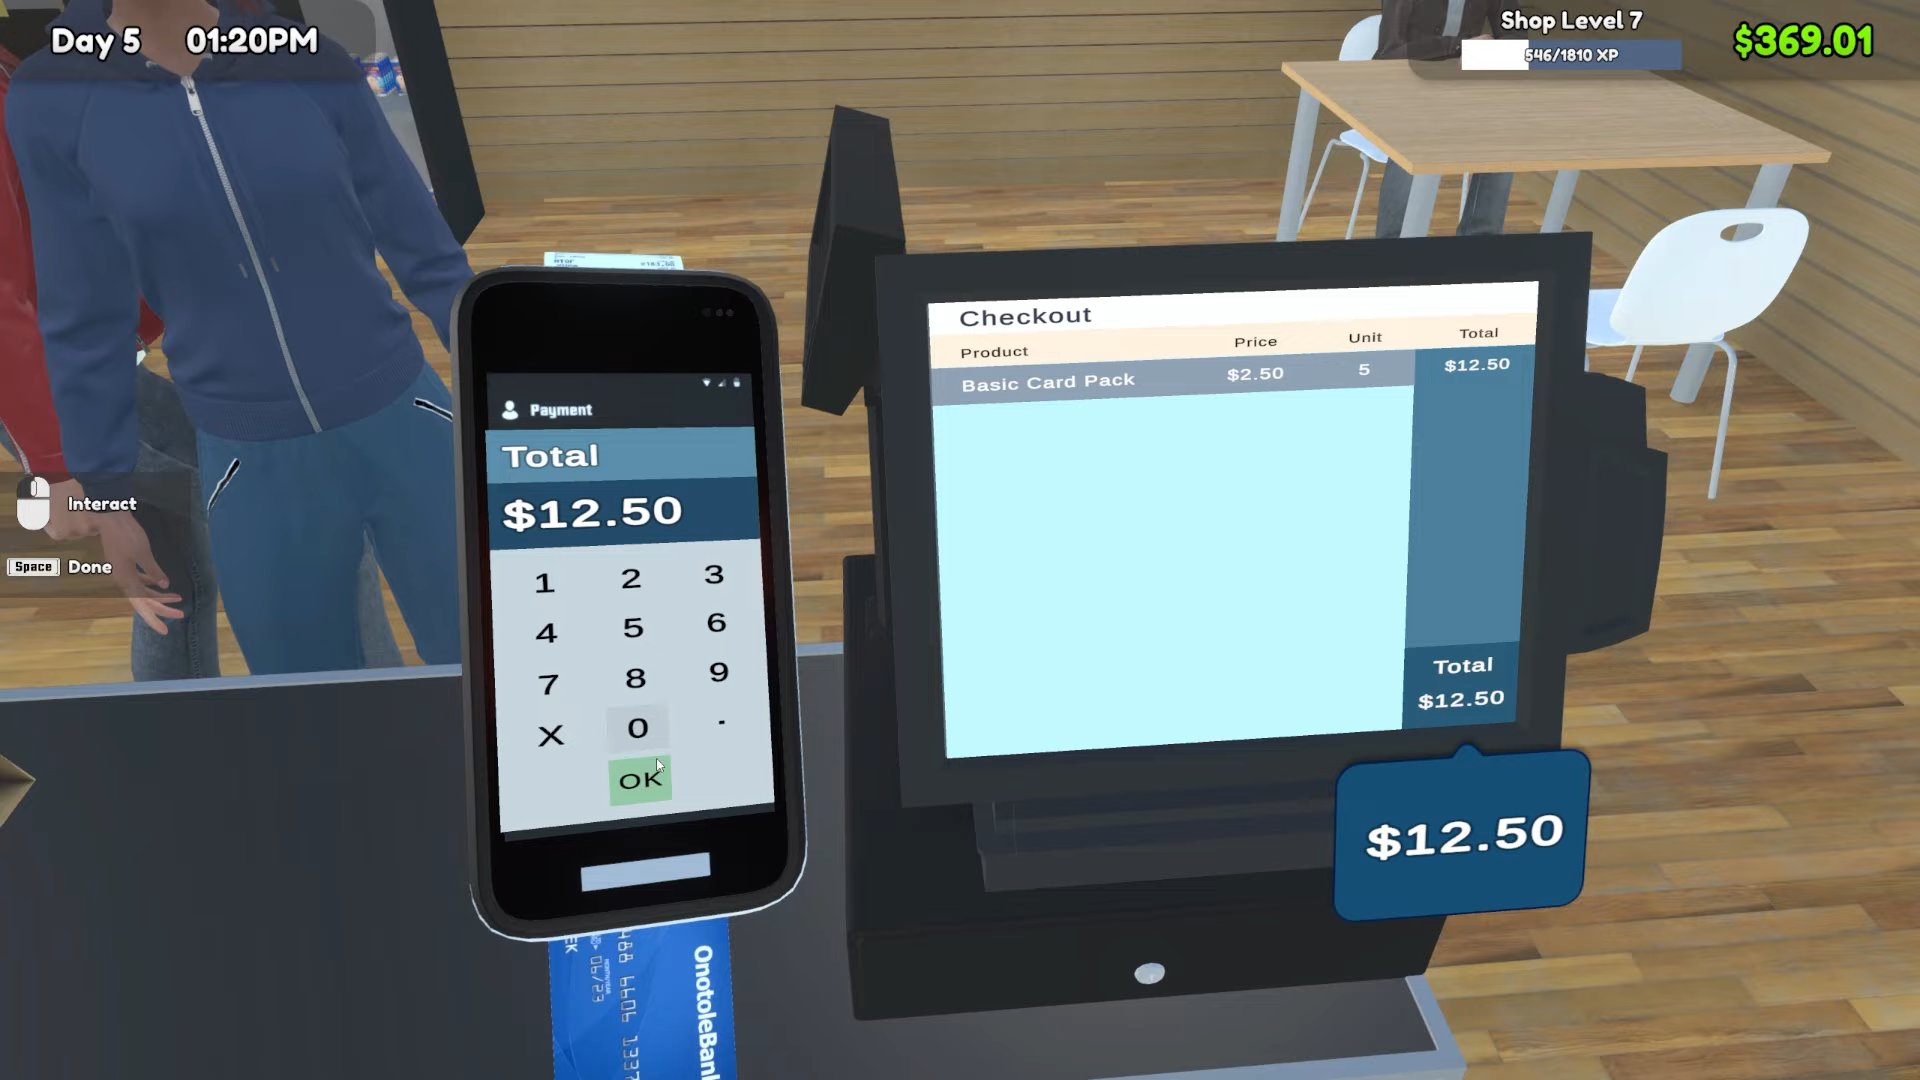 Day 5 01:20PM
Shop Level 7
546/1810 XP
$369.01
Interact
Space Done
Payment
Total
$12.50
1 2 3
4 5 6
7 8 9
X 0 .
OK
Checkout
Product Price Unit Total
Basic Card Pack $2.50 5 $12.50
Total
$12.50
$12.50
OnotoleBank
06/23